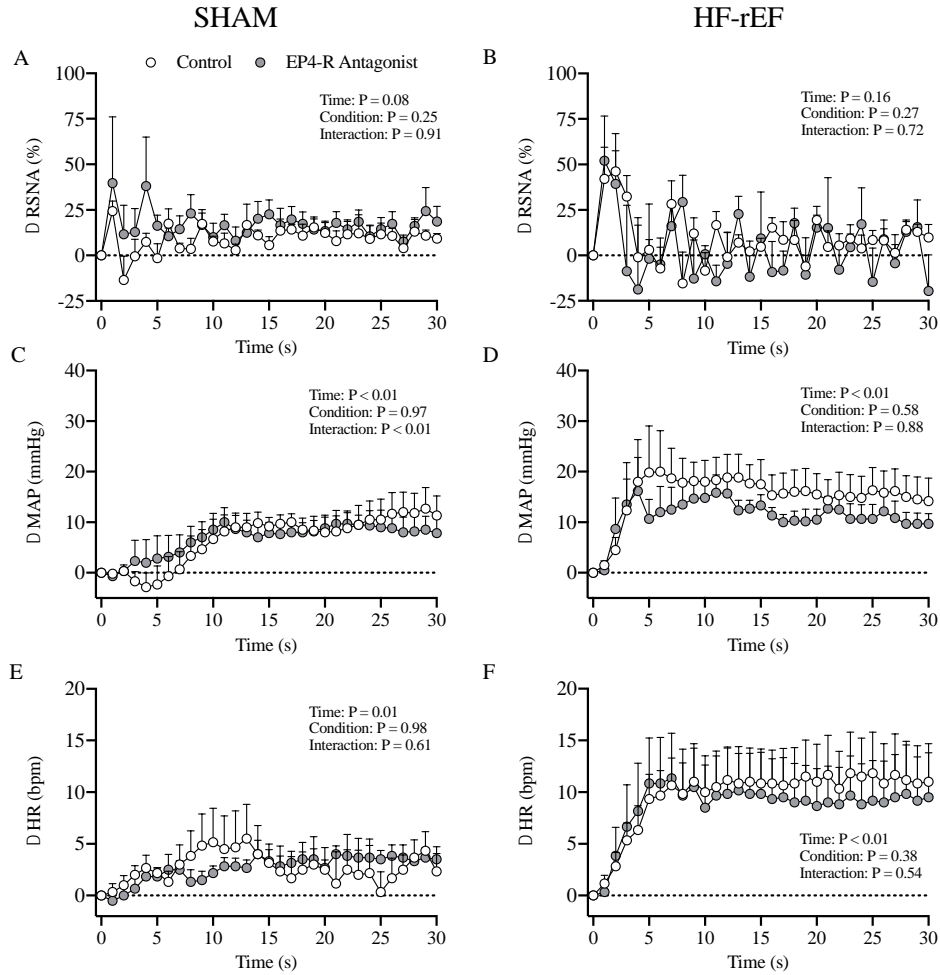 SHAM
HF-rEF
A
Control
EP4-R Antagonist
100
75
50
25
0
-25
D RSNA (%)
Time: P = 0.08
Condition: P = 0.25
Interaction: P = 0.91
0 5 10 15 20 25 30
Time (s)
B
100
75
50
25
0
-25
D RSNA (%)
Time: P = 0.16
Condition: P = 0.27
Interaction: P = 0.72
0 5 10 15 20 25 30
Time (s)
C
40
30
20
10
0
D MAP (mmHg)
Time: P < 0.01
Condition: P = 0.97
Interaction: P < 0.01
0 5 10 15 20 25 30
Time (s)
D
40
30
20
10
0
D MAP (mmHg)
Time: P < 0.01
Condition: P = 0.58
Interaction: P = 0.88
0 5 10 15 20 25 30
Time (s)
E
20
15
10
5
0
D HR (bpm)
Time: P = 0.01
Condition: P = 0.98
Interaction: P = 0.61
0 5 10 15 20 25 30
Time (s)
F
20
15
10
5
0
D HR (bpm)
Time: P < 0.01
Condition: P = 0.38
Interaction: P = 0.54
0 5 10 15 20 25 30
Time (s)